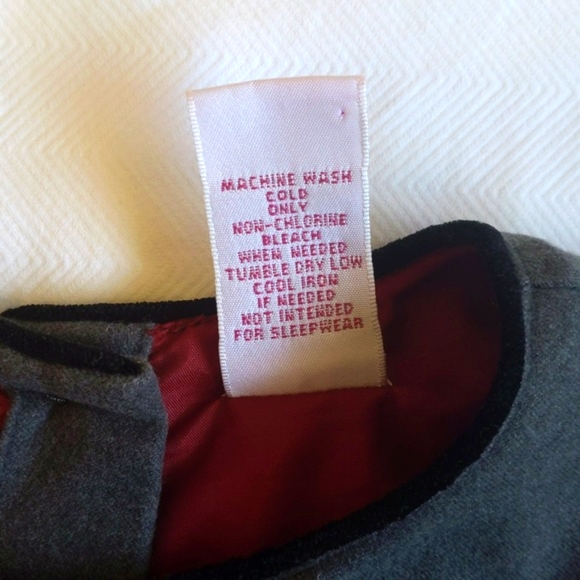 MACHINE WASH
COLD
ONLY
NON-CHLORINE
BLEACH
WHEN NEEDED
TUMBLE DRY LOW
COOL IRON
IF NEEDED
NOT INTENDED
FOR SLEEPWEAR